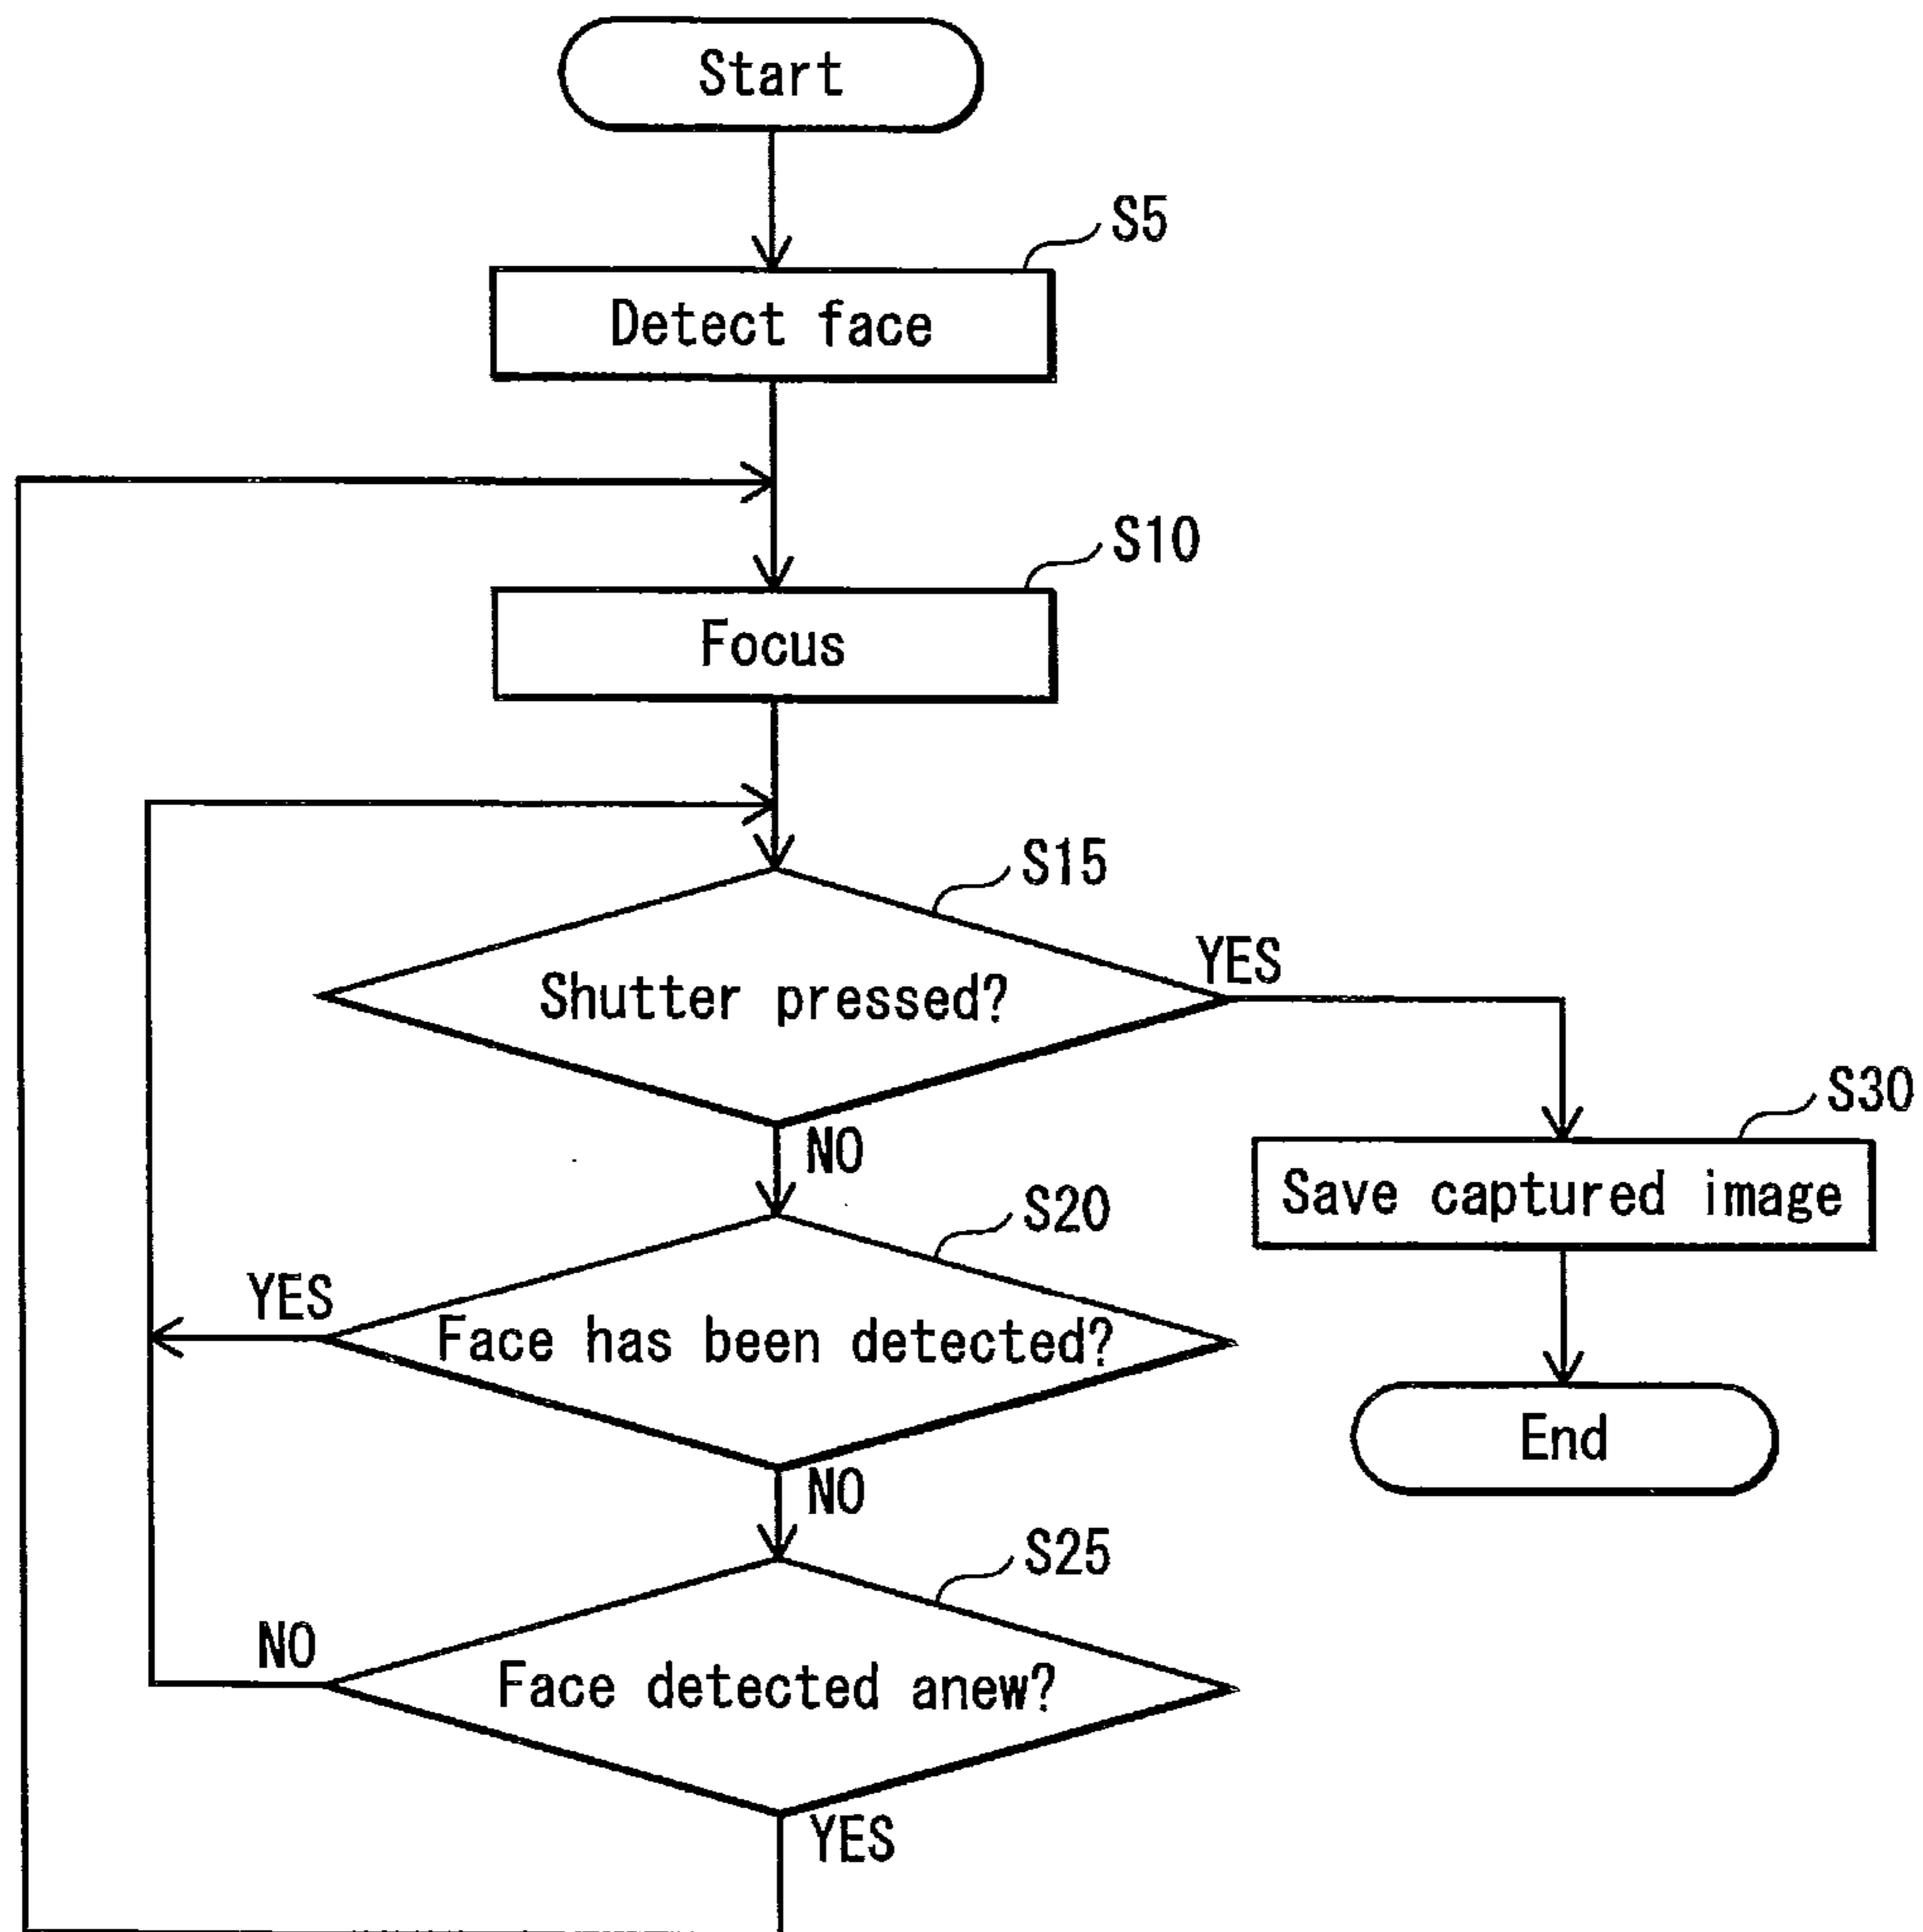 Start
S5
Detect face
S10
Focus
S15
Shutter pressed?
YES
NO
S30
Save captured image
S20
YES
Face has been detected?
NO
End
S25
NO
Face detected anew?
YES